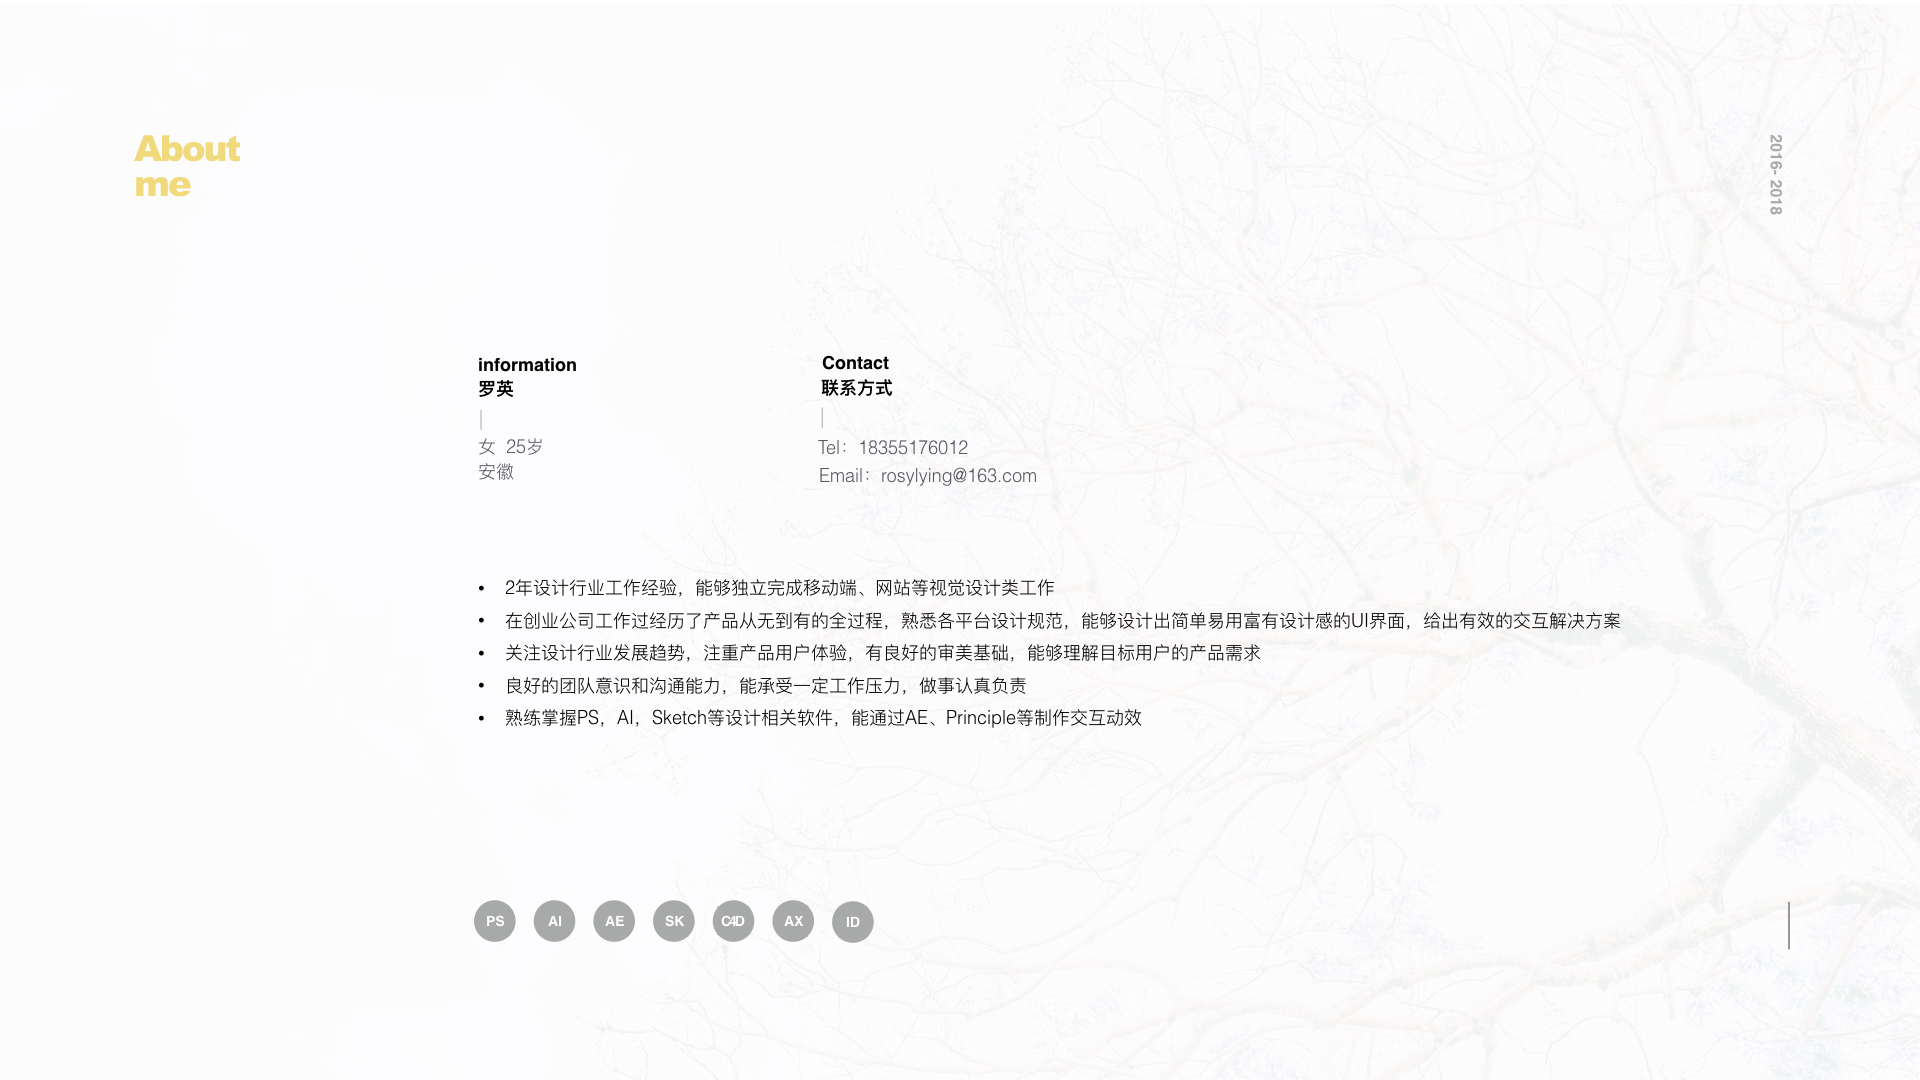 About
me
2016- 2018
information
罗英
女 25岁
安徽
Contact
联系方式
Tel：18355176012
Email：rosylying@163.com
• 2年设计行业工作经验，能够独立完成移动端、网站等视觉设计类工作
• 在创业公司工作过经历了产品从无到有的全过程，熟悉各平台设计规范，能够设计出简单易用富有设计感的UI界面，给出有效的交互解决方案
• 关注设计行业发展趋势，注重产品用户体验，有良好的审美基础，能够理解目标用户的产品需求
• 良好的团队意识和沟通能力，能承受一定工作压力，做事认真负责
• 熟练掌握PS，AI，Sketch等设计相关软件，能通过AE、Principle等制作交互动效
PS AI AE SK C4D AX ID